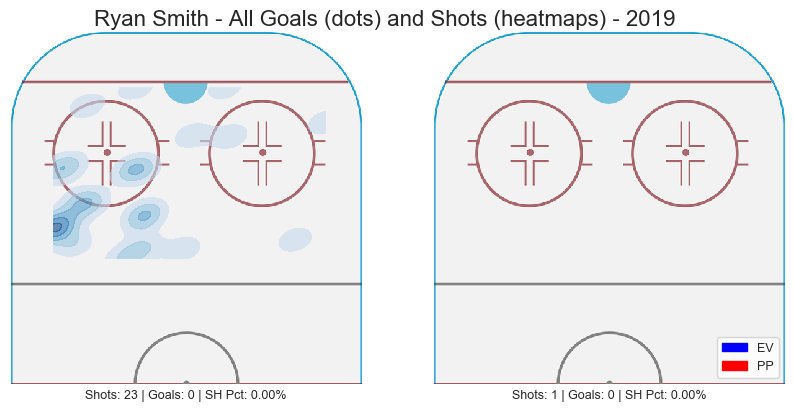 Ryan Smith - All Goals (dots) and Shots (heatmaps) - 2019
EV
PP
Shots: 23 | Goals: 0 | SH Pct: 0.00%
Shots: 1 | Goals: 0 | SH Pct: 0.00%